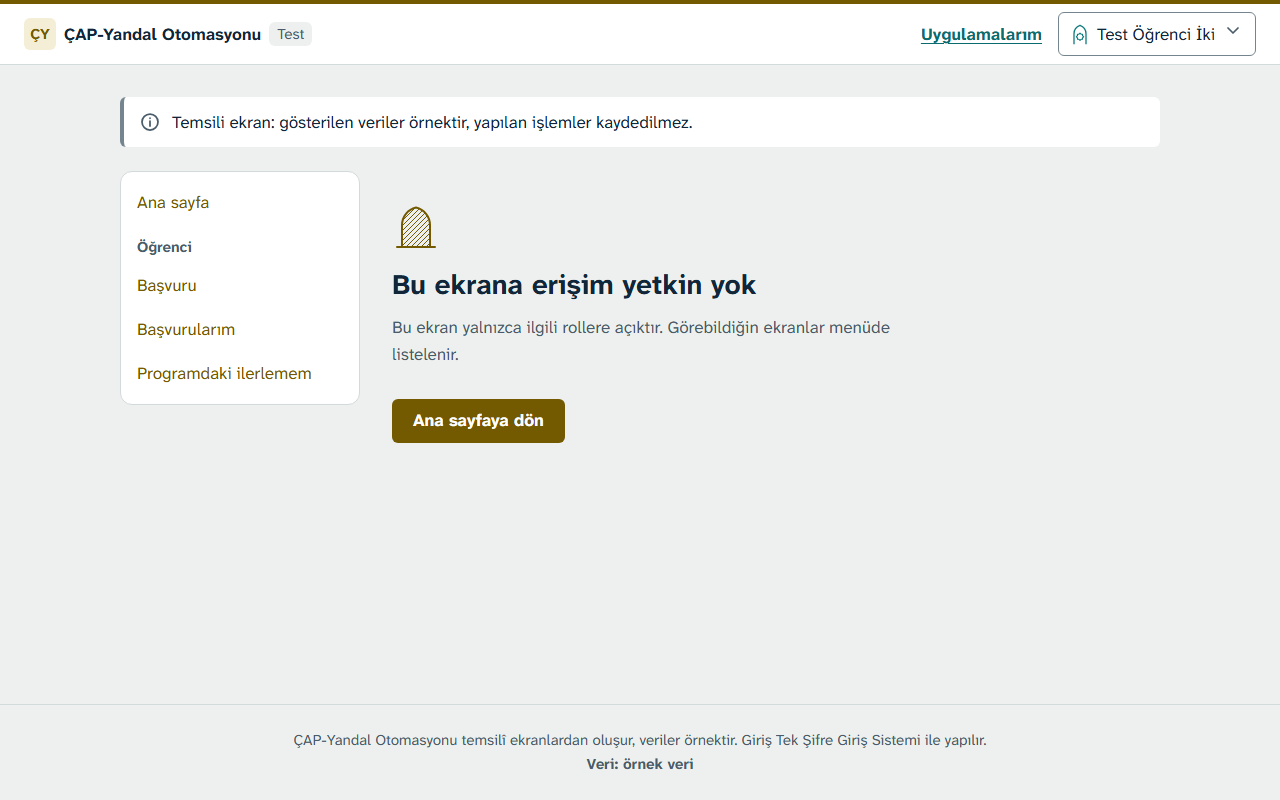 ÇY ÇAP-Yandal Otomasyonu Test
Uygulamalarım Test Öğrenci İki
Temsili ekran: gösterilen veriler örnektir, yapılan işlemler kaydedilmez.
Ana sayfa
Öğrenci
Başvuru
Başvurularım
Programdaki ilerlemem
Bu ekrana erişim yetkin yok
Bu ekran yalnızca ilgili rollere açıktır. Görebildiğin ekranlar menüde
listelenir.
Ana sayfaya dön
ÇAP-Yandal Otomasyonu temsilî ekranlardan oluşur, veriler örnektir. Giriş Tek Şifre Giriş Sistemi ile yapılır.
Veri: örnek veri